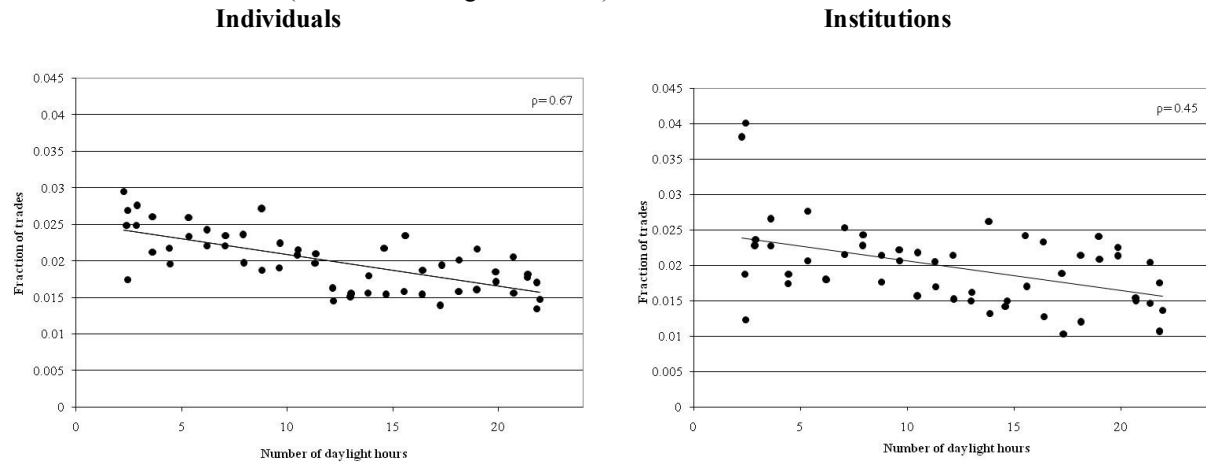 Individuals
0.045
0.04
0.035
0.03
0.025
0.02
0.015
0.01
0.005
0
Fraction of trades
ρ=0.67
0 5 10 15 20
Number of daylight hours
Institutions
0.045
0.04
0.035
0.03
0.025
0.02
0.015
0.01
0.005
0
Fraction of trades
ρ=0.45
0 5 10 15 20
Number of daylight hours